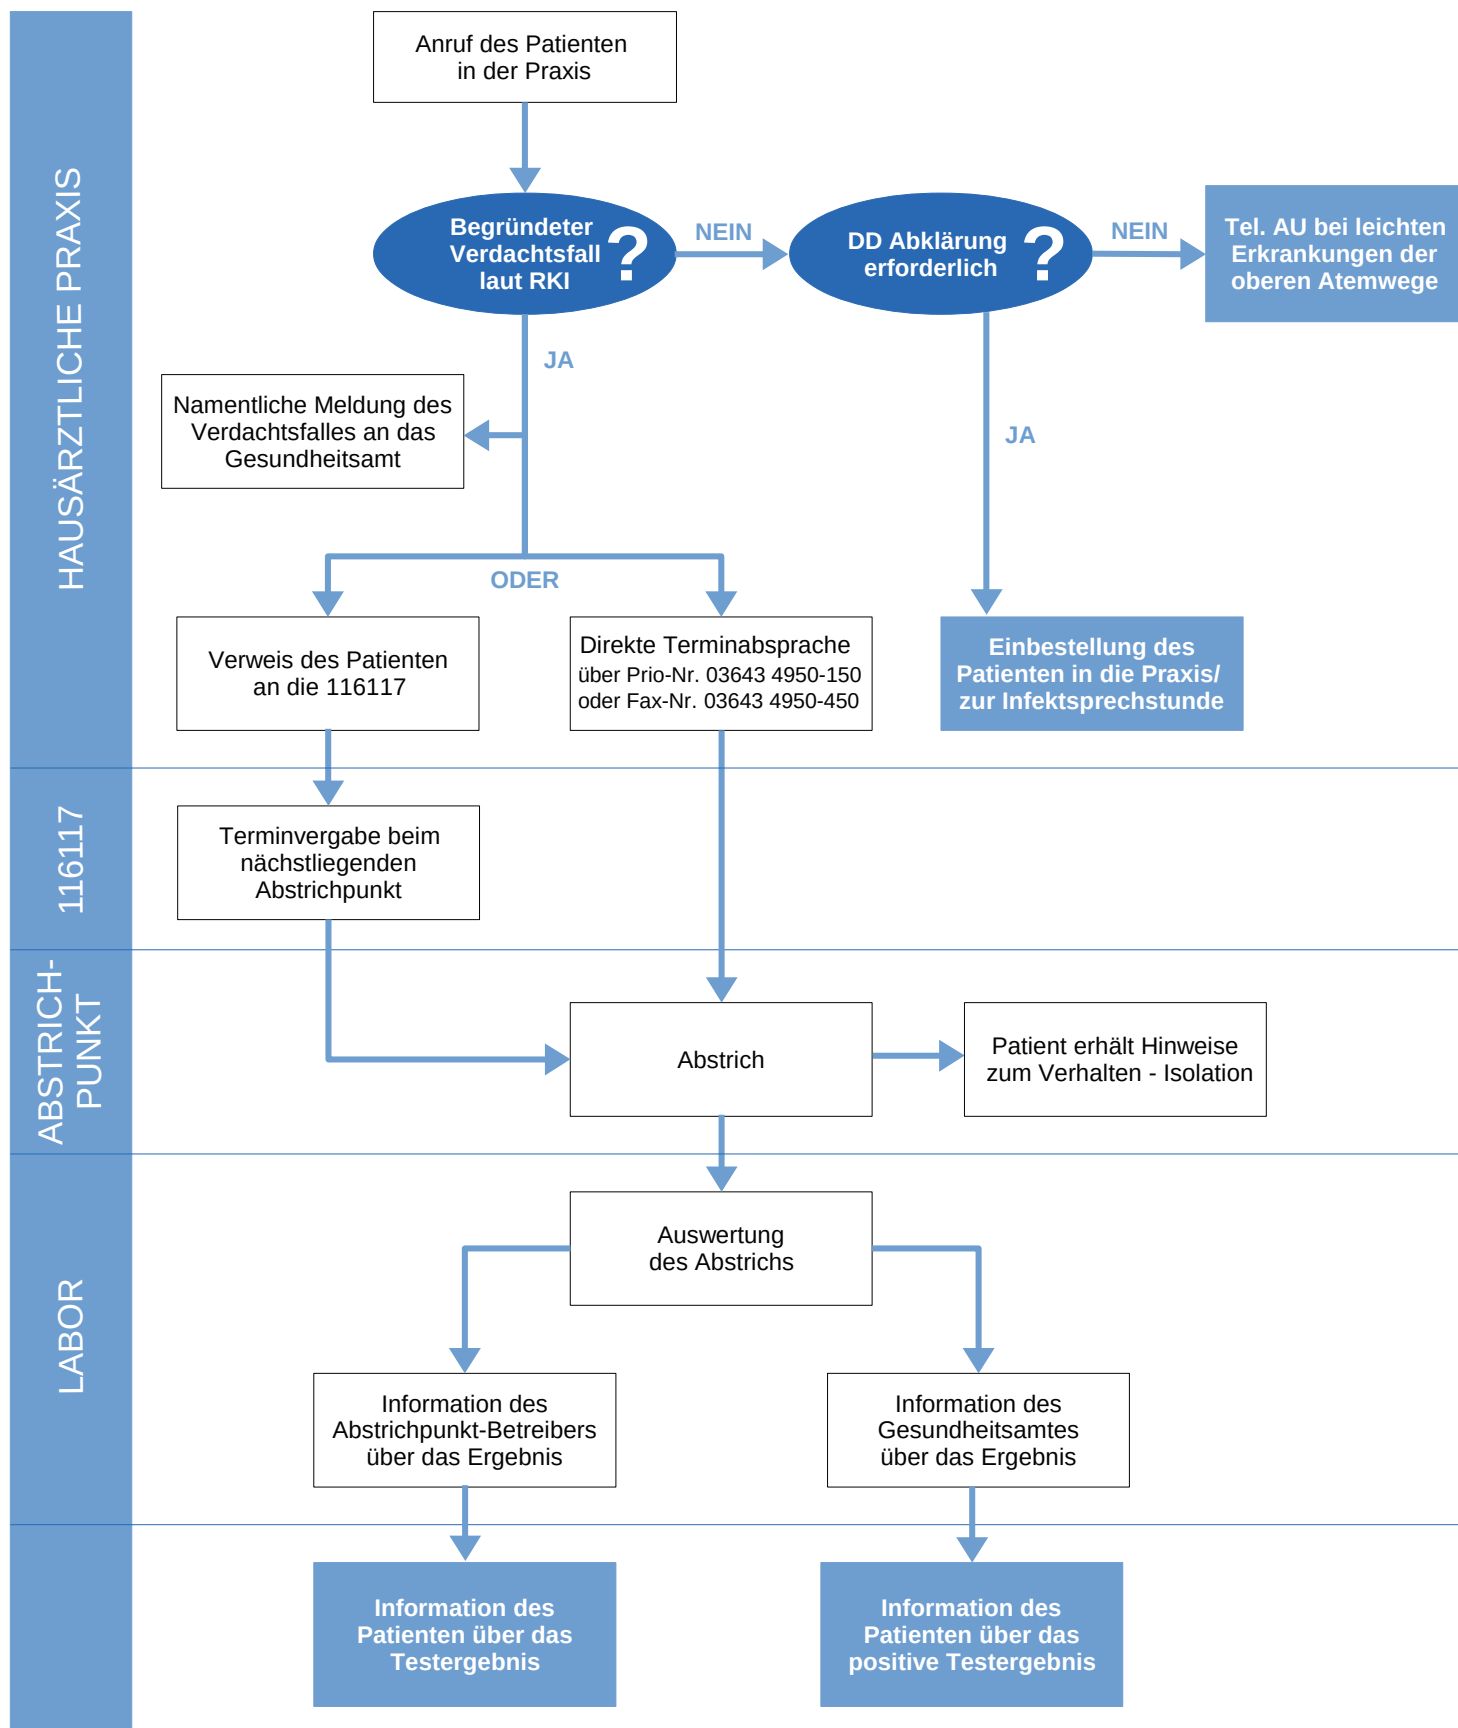 HAUSÄRZTLICHE PRAXIS
Anruf des Patienten
in der Praxis
Begründeter
Verdachtsfall
laut RKI
?
NEIN
DD Abklärung
erforderlich
?
NEIN
Tel. AU bei leichten
Erkrankungen der
oberen Atemwege
JA
Namentliche Meldung des
Verdachtsfalles an das
Gesundheitsamt
JA
ODER
Verweis des Patienten
an die 116117
Direkte Terminabsprache
über Prio-Nr. 03643 4950-150
oder Fax-Nr. 03643 4950-450
Einbestellung des
Patienten in die Praxis/
zur Infektsprechstunde
116117
Terminvergabe beim
nächstliegenden
Abstrichpunkt
ABSTRICH-
PUNKT
Abstrich
Patient erhält Hinweise
zum Verhalten - Isolation
LABOR
Auswertung
des Abstrichs
Information des
Abstrichpunkt-Betreibers
über das Ergebnis
Information des
Gesundheitsamtes
über das Ergebnis
Information des
Patienten über das
Testergebnis
Information des
Patienten über das
positive Testergebnis